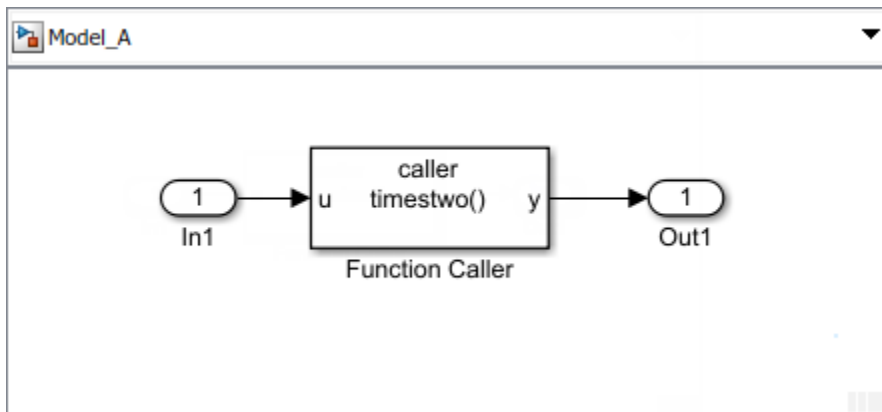 Model_A
caller
1
u
timestwo()
y
1
In1
Out1
Function Caller